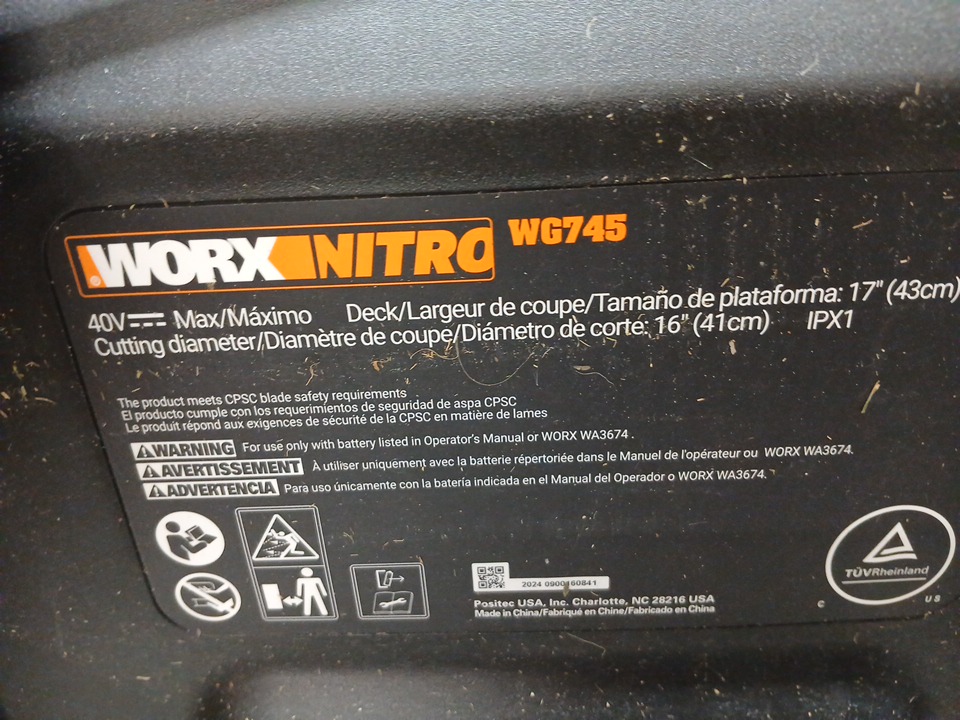 WORX NITRO WG745
40V Max/Máximo Deck/Largeur de coupe/Tamaño de plataforma: 17" (43cm)
Cutting diameter/Diamètre de coupe/Diámetro de corte: 16" (41cm) IPX1
The product meets CPSC blade safety requirements
El producto cumple con los requerimientos de seguridad de aspa CPSC
Le produit répond aux exigences de sécurité de la CPSC en matière de lames
WARNING For use only with battery listed in Operator's Manual or WORX WA3674 .
AVERTISSEMENT À utiliser uniquement avec la batterie répertoriée dans le Manuel de l'opérateur ou WORX WA3674.
ADVERTENCIA Para uso únicamente con la batería indicada en el Manual del Operador o WORX WA3674.
2024 0900160841
Positec USA, Inc. Charlotte, NC 28216 USA
Made in China/Fabriqué en Chine/Fabricado en China
TÜVRheinland
C US